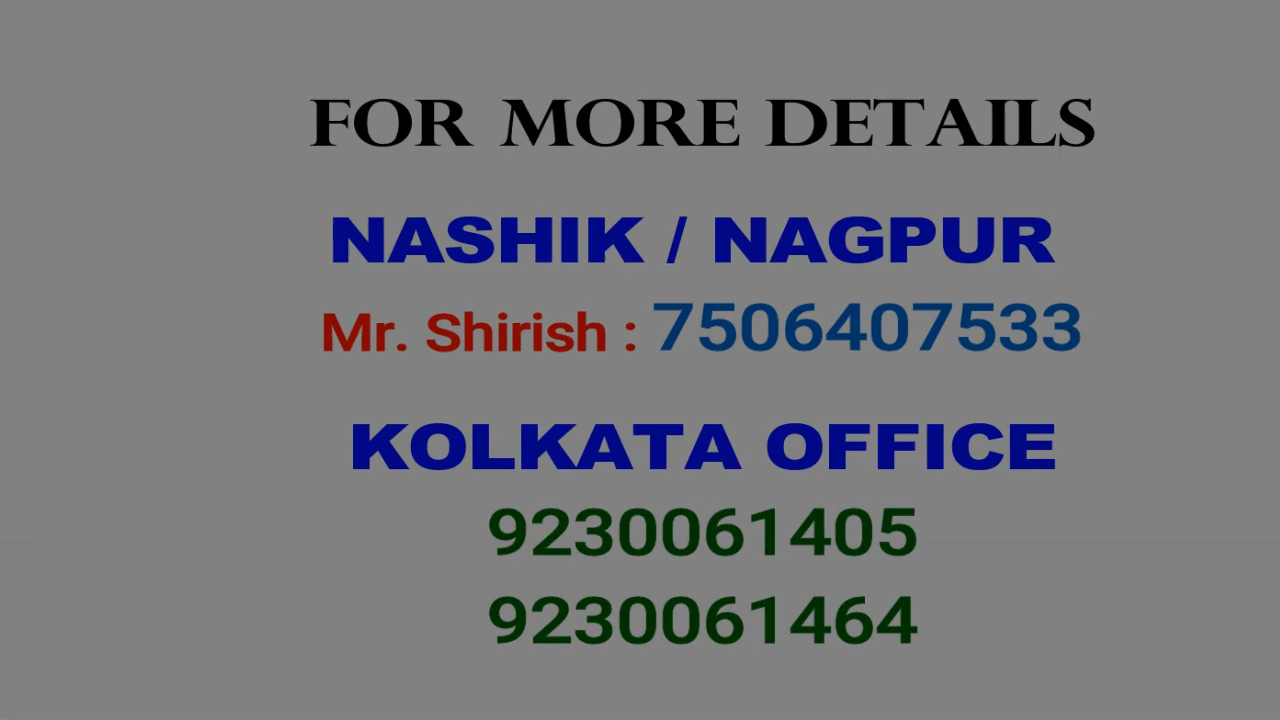 FOR MORE DETAILS
NASHIK / NAGPUR
Mr. Shirish : 7506407533
KOLKATA OFFICE
9230061405
9230061464